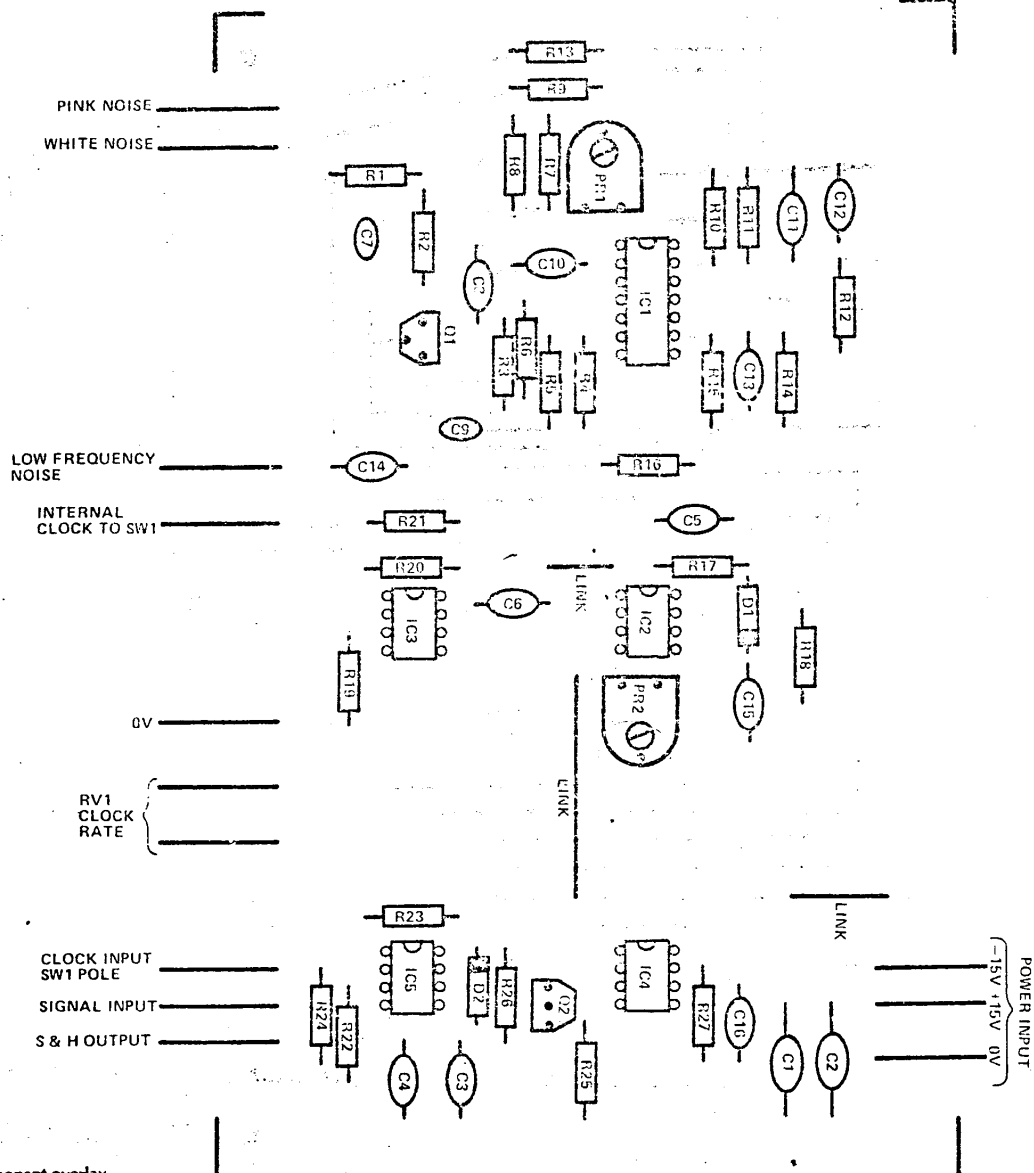 R13
R9
PINK NOISE
WHITE NOISE
R8
R7
PR1
R1
R10
R11
C11
C12
R2
C7
C10
IC1
R12
Q1
R6
R3
R5
R4
R15
C13
R14
C9
LOW FREQUENCY
NOISE
C14
R16
INTERNAL
CLOCK TO SW1
R21
C5
R20
LINK
R17
C6
IC3
IC2
D1
R18
R19
PR2
C15
0V
RV1
CLOCK
RATE
LINK
LINK
R23
CLOCK INPUT
SW1 POLE
SIGNAL INPUT
S & H OUTPUT
IC5
D2
R26
Q2
IC4
R27
C16
R24
R22
C4
C3
R25
C1
C2
-15V
+15V
0V
POWER INPUT